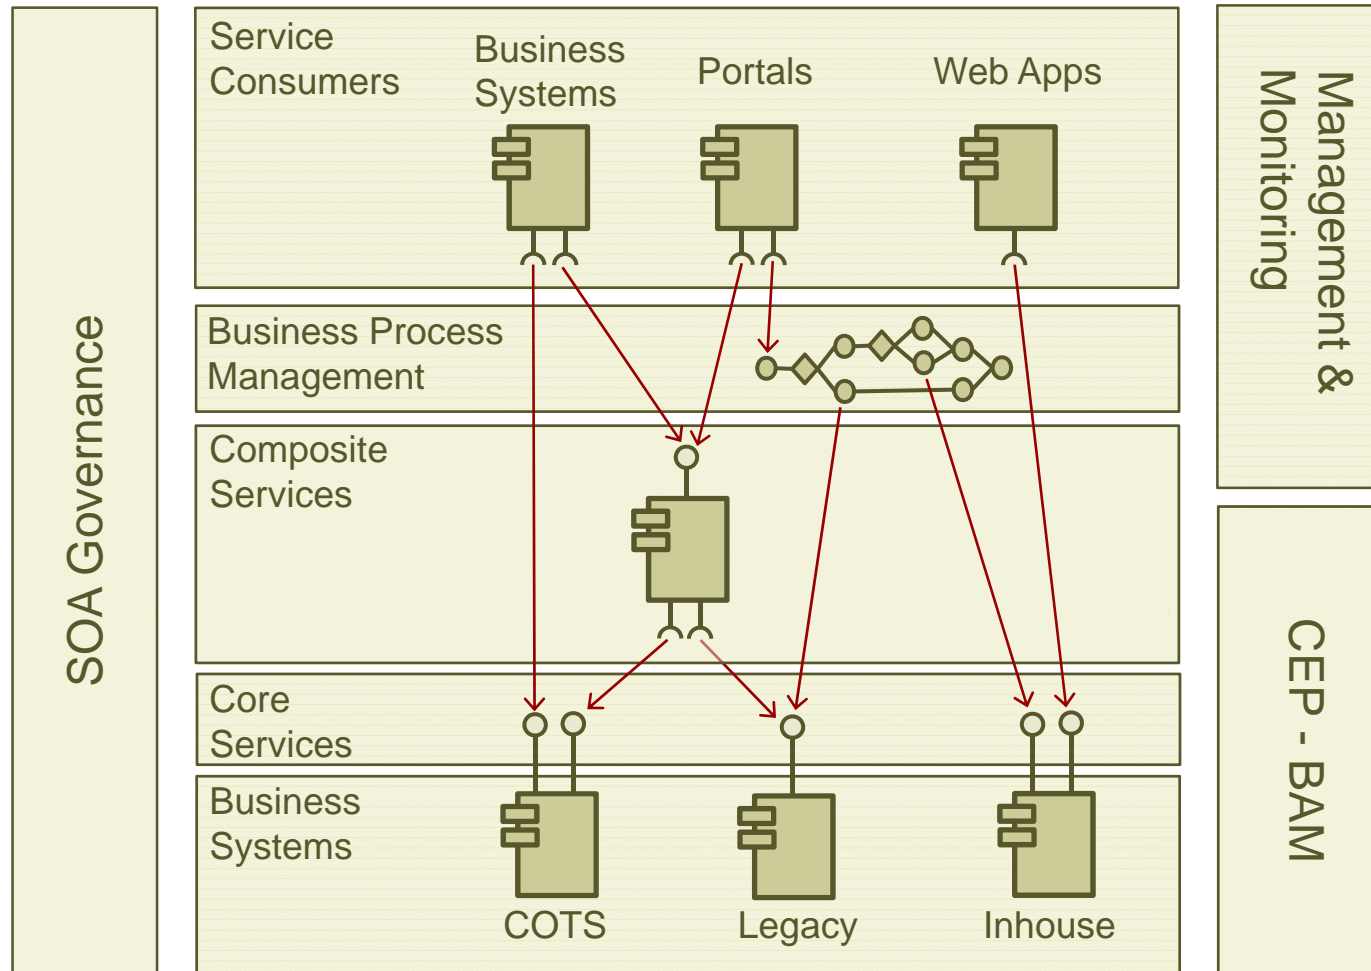 SOA Governance
Service
Consumers
Business
Systems
Portals
Web Apps
Business Process
Management
Composite
Services
Core
Services
Business
Systems
COTS
Legacy
Inhouse
Management &
Monitoring
CEP - BAM